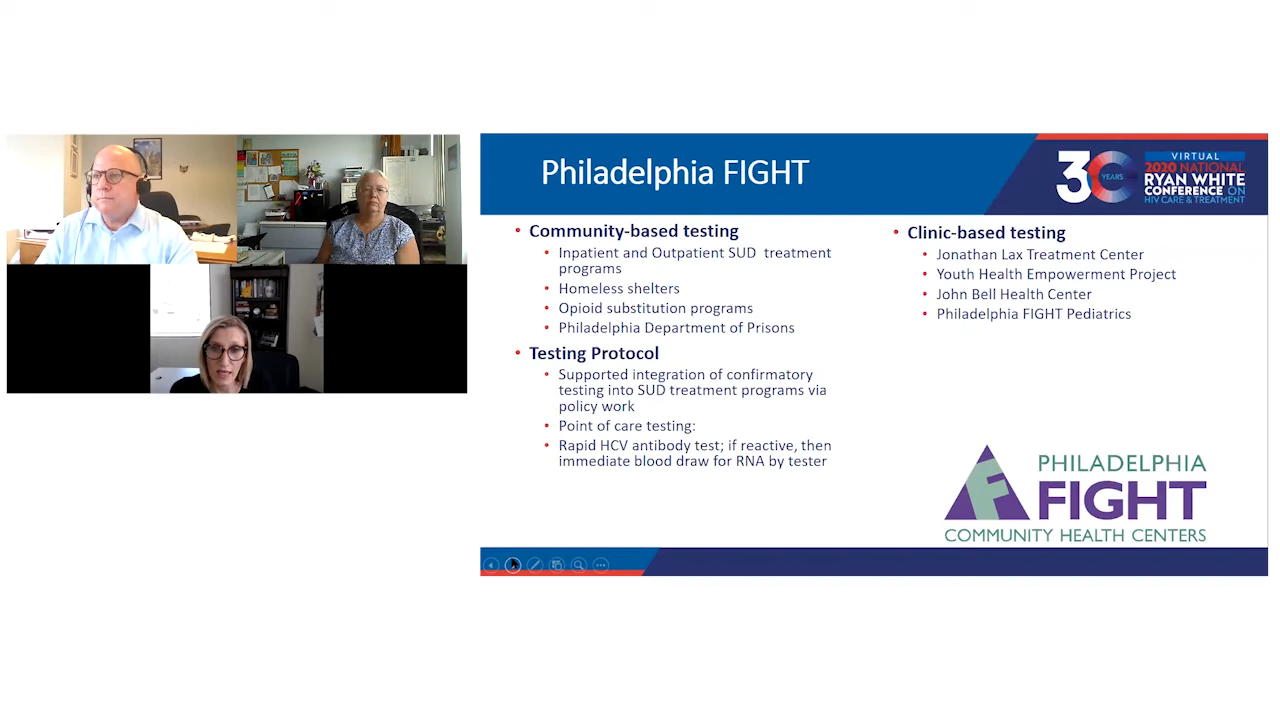 Philadelphia FIGHT
30 YEARS
VIRTUAL
2020 NATIONAL
RYAN WHITE
CONFERENCE ON
HIV CARE & TREATMENT
• Community-based testing
• Inpatient and Outpatient SUD treatment
programs
• Homeless shelters
• Opioid substitution programs
• Philadelphia Department of Prisons
• Testing Protocol
• Supported integration of confirmatory
testing into SUD treatment programs via
policy work
• Point of care testing:
• Rapid HCV antibody test; if reactive, then
immediate blood draw for RNA by tester
• Clinic-based testing
• Jonathan Lax Treatment Center
• Youth Health Empowerment Project
• John Bell Health Center
• Philadelphia FIGHT Pediatrics
F
PHILADELPHIA
FIGHT
COMMUNITY HEALTH CENTERS